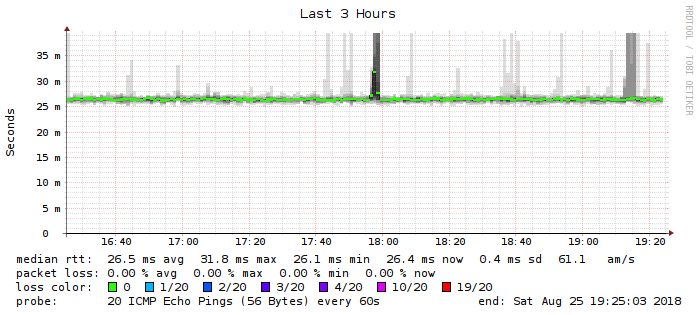 Last 3 Hours
RRDTOOL / TOBI OETIKER
Seconds
35 m
30 m
25 m
20 m
15 m
10 m
5 m
0
16:40 17:00 17:20 17:40 18:00 18:20 18:40 19:00 19:20
median rtt: 26.5 ms avg 31.8 ms max 26.1 ms min 26.4 ms now 0.4 ms sd 61.1 am/s
packet loss: 0.00 % avg 0.00 % max 0.00 % min 0.00 % now
loss color: 0 1/20 2/20 3/20 4/20 10/20 19/20
probe: 20 ICMP Echo Pings (56 Bytes) every 60s end: Sat Aug 25 19:25:03 2018